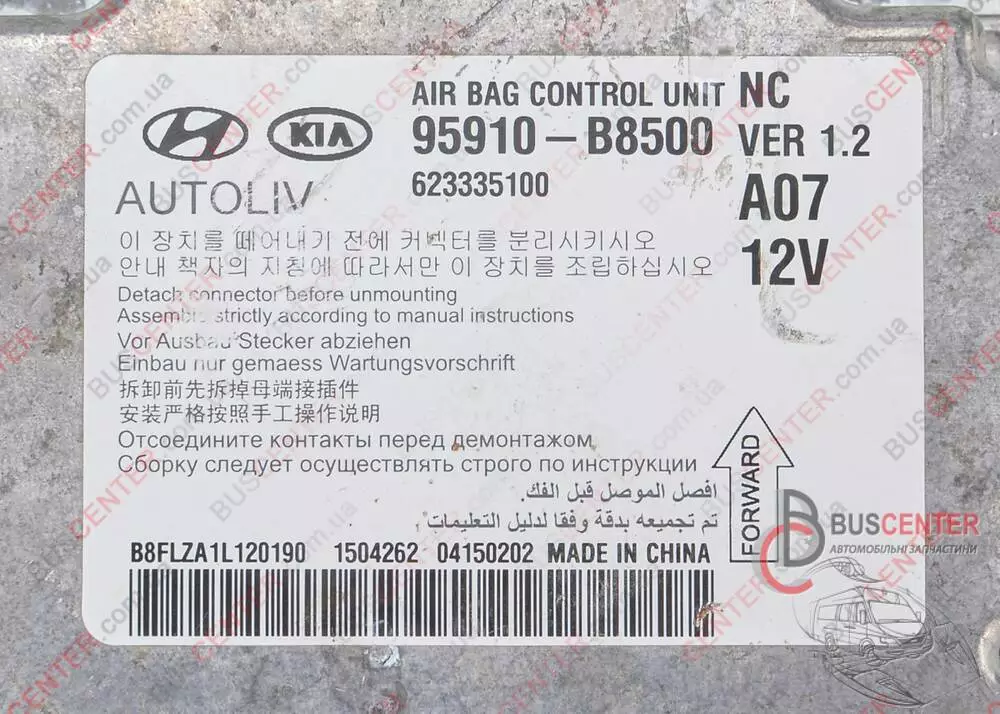 AIR BAG CONTROL UNIT NC
KIA
95910-B8500 VER 1.2
AUTOLIV
623335100
A07
12V
이 장치를 떼어내기 전에 커넥터를 분리시키시오
안내 책자의 지침에 따라서만 이 장치를 조립하십시오
Detach connector before unmounting
Assemble strictly according to manual instructions
Vor Ausbau Stecker abziehen
Einbau nur gemaess Wartungsvorschrift
拆卸前先拆掉母端接插件
安装严格按照手工操作说明
Отсоедините контакты перед демонтажом
Сборку следует осуществлять строго по инструкции
افصل الموصل قبل الفك.
تم تجميعه بدقة وفقا لدليل التعليمات.
FORWARD
B8FLZA1L120190 1504262 04150202 MADE IN CHINA
BUSCENTER
АВТОМОБІЛЬНІ ЗАПЧАСТИНИ
BUSCENTER.com.ua